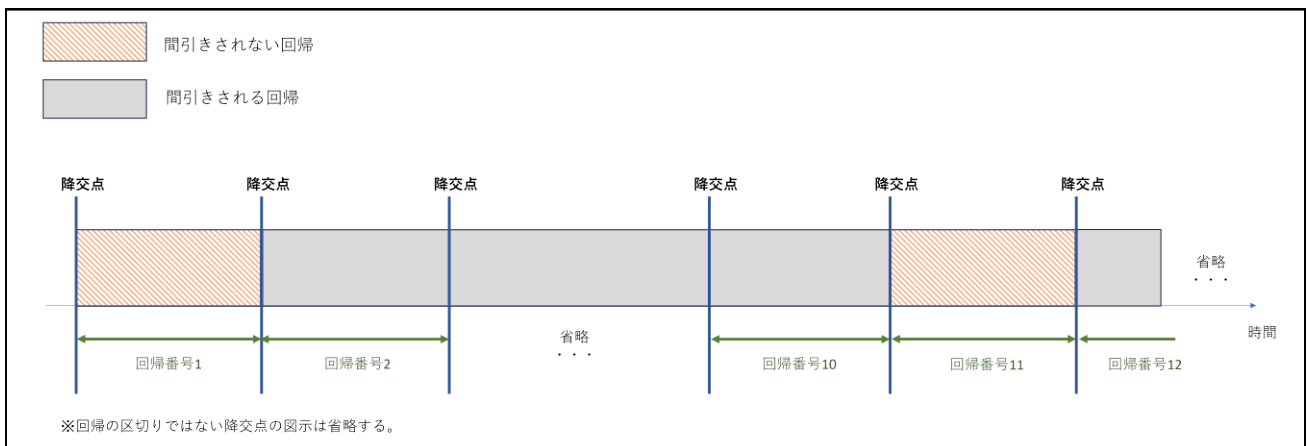 間引きされない回帰
間引きされる回帰
降交点 降交点 降交点 降交点 降交点 降交点
省略
・・・
時間
省略
・・・
回帰番号1 回帰番号2 回帰番号10 回帰番号11 回帰番号12
※回帰の区切りではない降交点の図示は省略する。